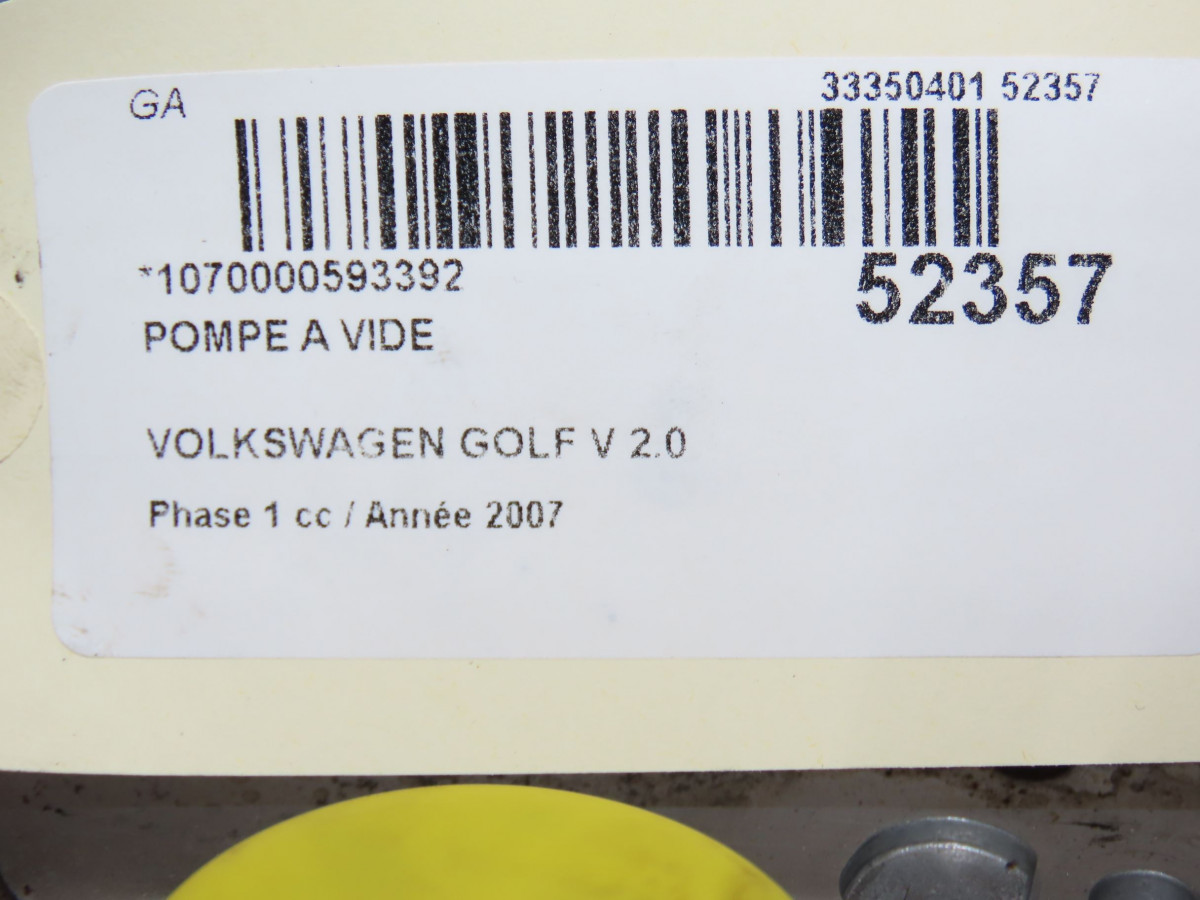 GA
33350401 52357
*1070000593392
52357
POMPE A VIDE
VOLKSWAGEN GOLF V 2.0
Phase 1 cc / Année 2007